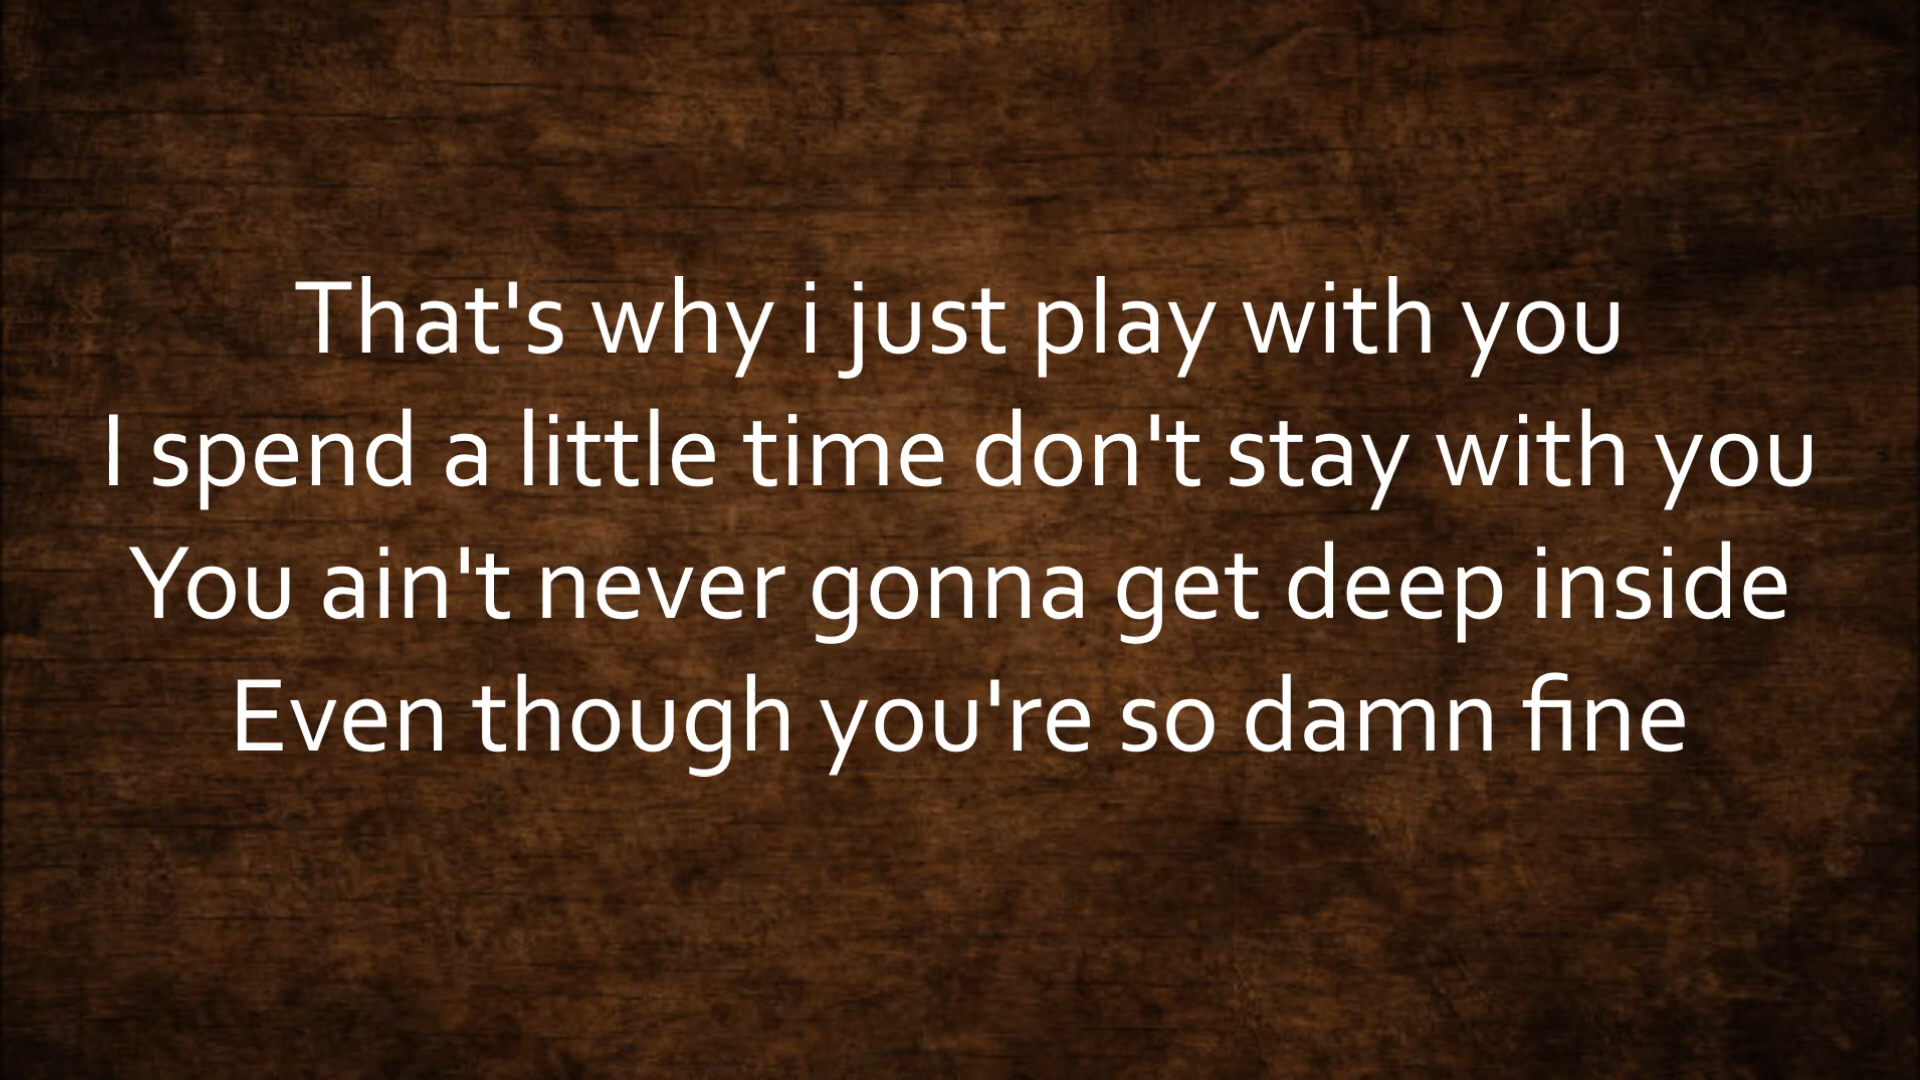 That's why i just play with you
I spend a little time don't stay with you
You ain't never gonna get deep inside
Even though you're so damn fine